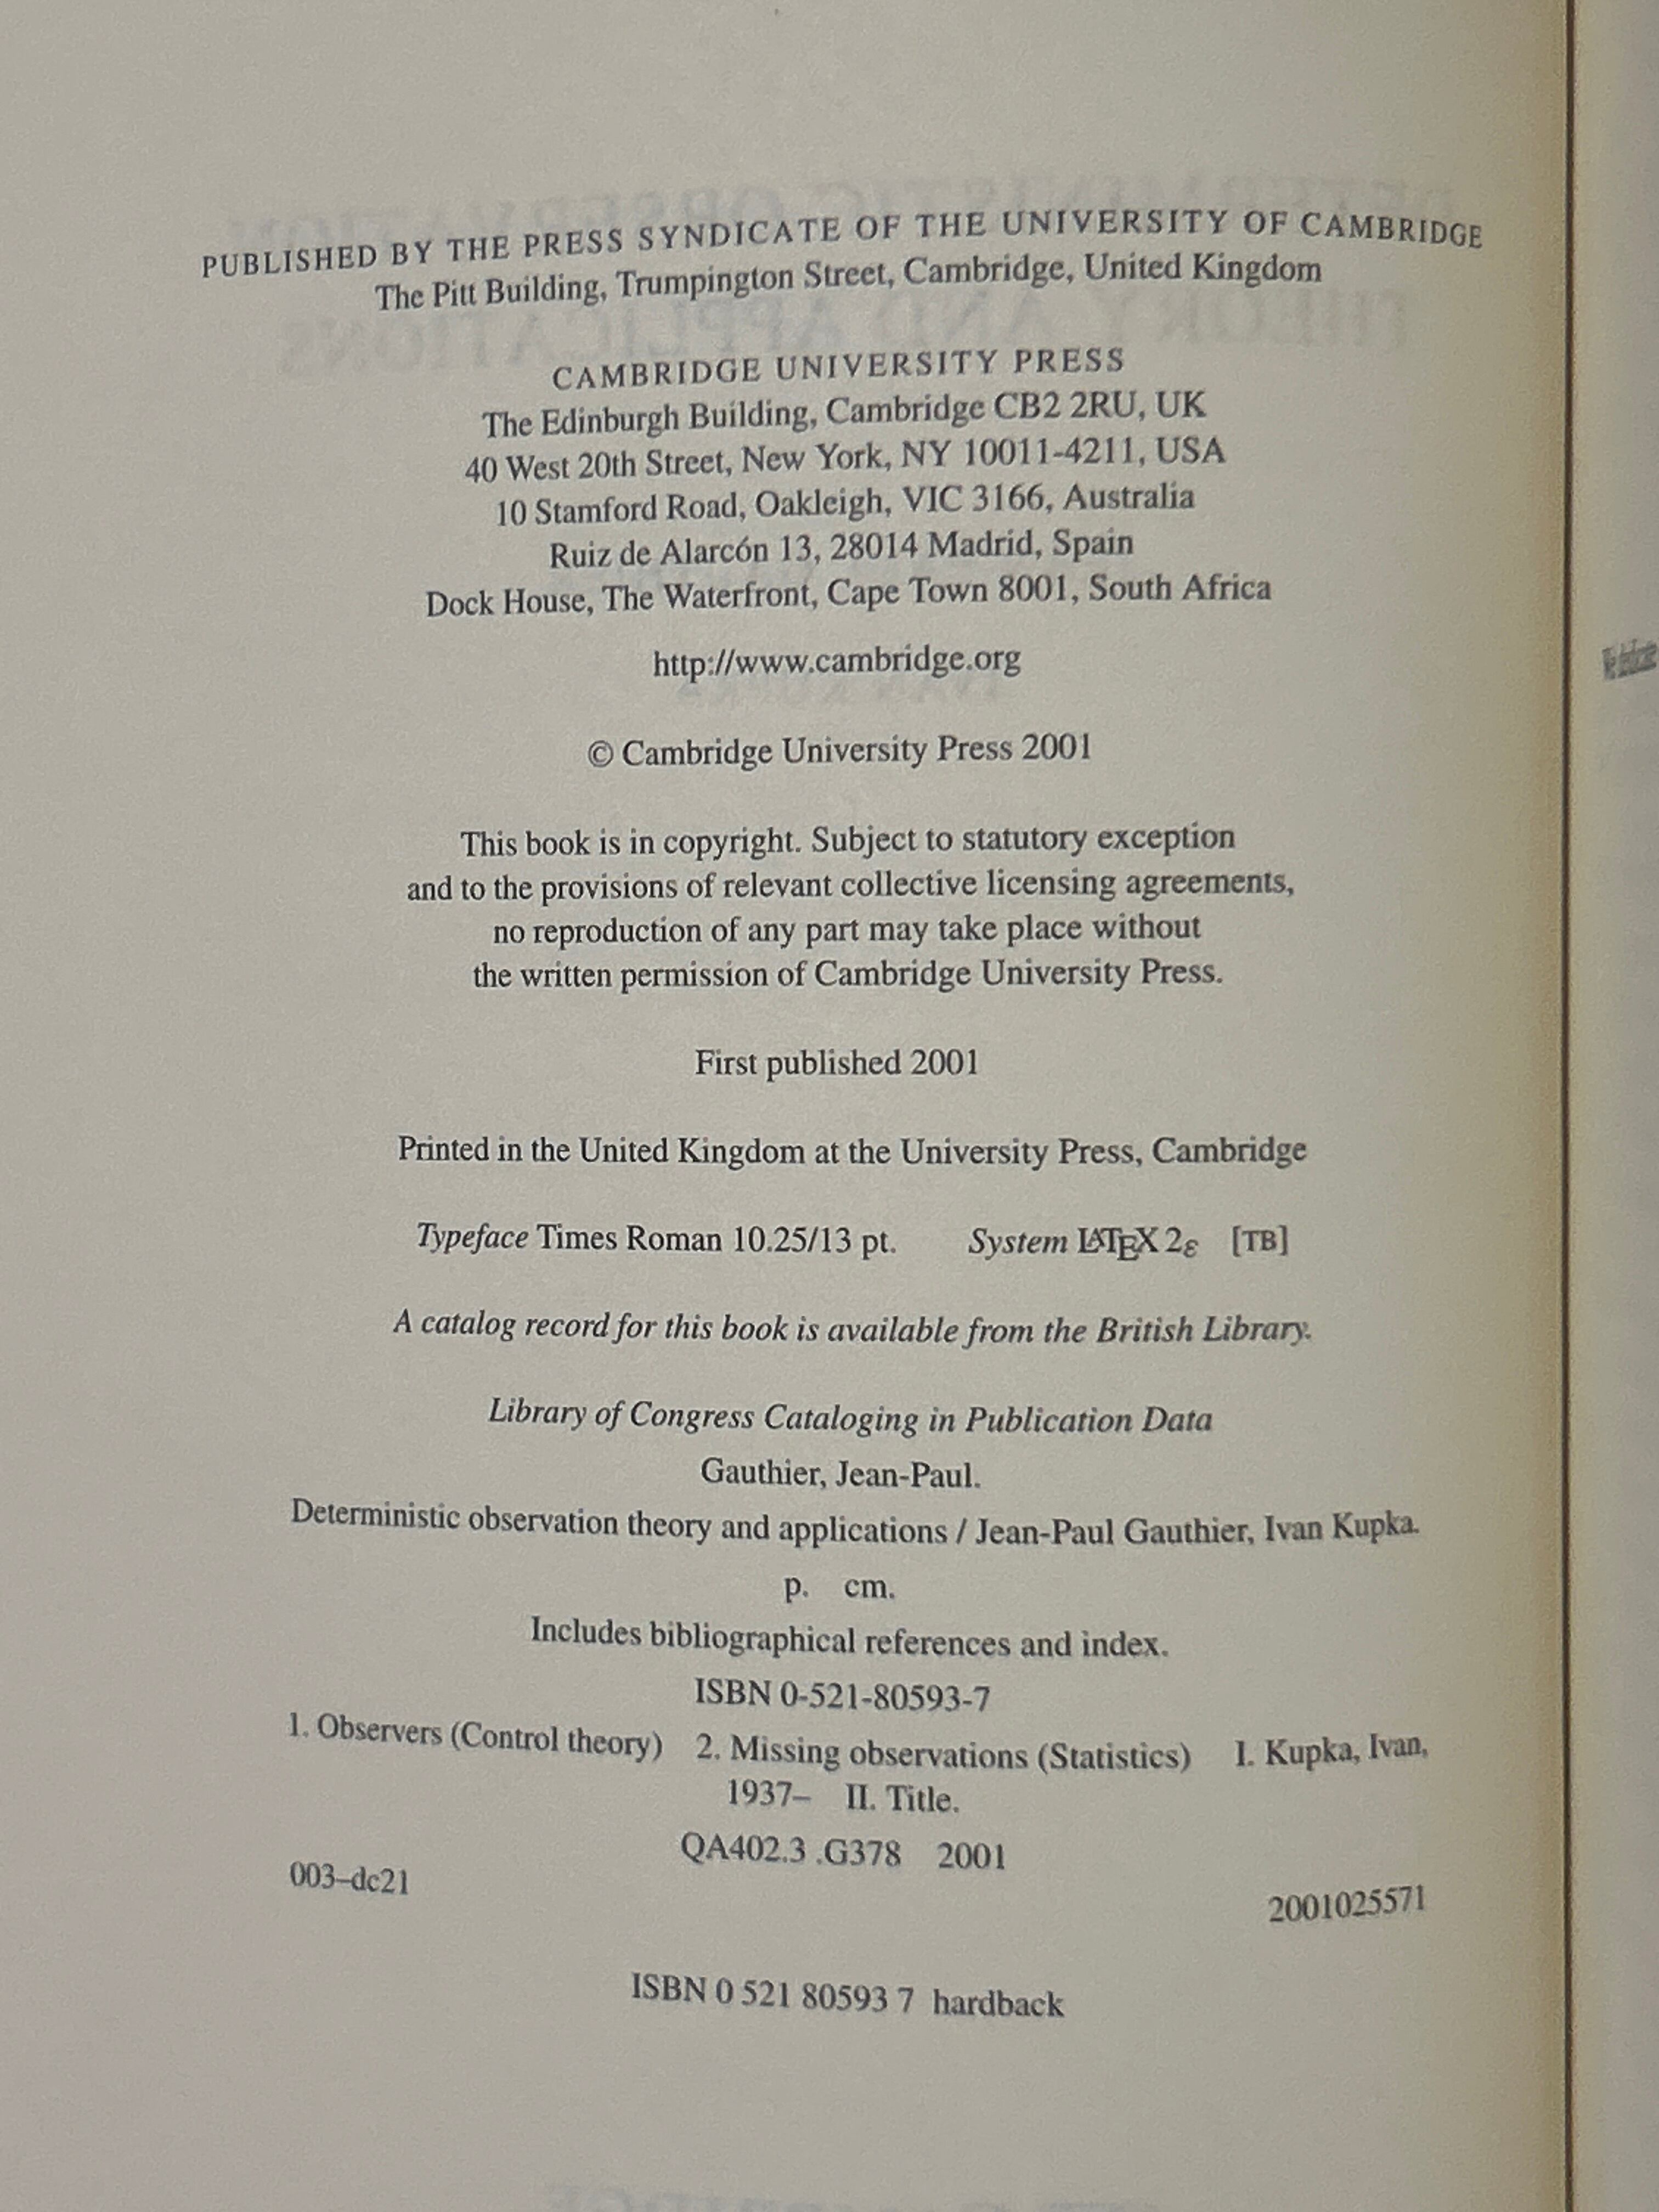 PUBLISHED BY THE PRESS SYNDICATE OF THE UNIVERSITY OF CAMBRIDGE
The Pitt Building, Trumpington Street, Cambridge, United Kingdom
CAMBRIDGE UNIVERSITY PRESS
The Edinburgh Building, Cambridge CB2 2RU, UK
40 West 20th Street, New York, NY 10011-4211, USA
10 Stamford Road, Oakleigh, VIC 3166, Australia
Ruiz de Alarcón 13, 28014 Madrid, Spain
Dock House, The Waterfront, Cape Town 8001, South Africa
http://www.cambridge.org
© Cambridge University Press 2001
This book is in copyright. Subject to statutory exception
and to the provisions of relevant collective licensing agreements,
no reproduction of any part may take place without
the written permission of Cambridge University Press.
First published 2001
Printed in the United Kingdom at the University Press, Cambridge
Typeface Times Roman 10.25/13 pt. System LATEX 2ε [TB]
A catalog record for this book is available from the British Library.
Library of Congress Cataloging in Publication Data
Gauthier, Jean-Paul.
Deterministic observation theory and applications / Jean-Paul Gauthier, Ivan Kupka.
p. cm.
Includes bibliographical references and index.
ISBN 0-521-80593-7
1. Observers (Control theory) 2. Missing observations (Statistics) I. Kupka, Ivan,
1937– II. Title.
QA402.3 .G378 2001
003–dc21
2001025571
ISBN 0 521 80593 7 hardback